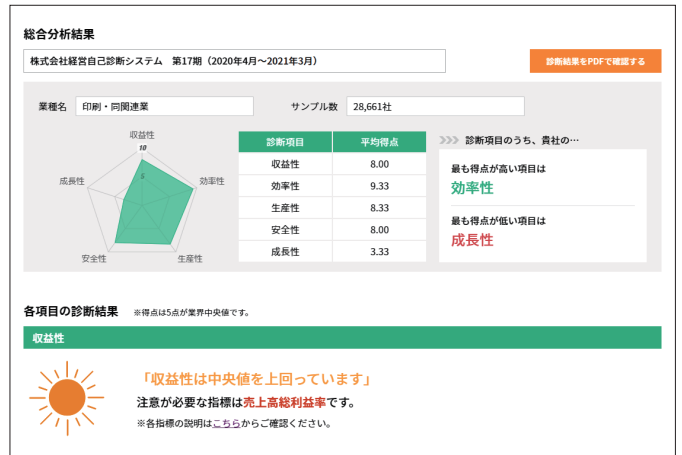 総合分析結果
株式会社経営自己診断システム 第17期（2020年4月～2021年3月）
診断結果をPDFで確認する
業種名 印刷・同関連業 サンプル数 28,661社
収益性
10
5
成長性 効率性
安全性 生産性
診断項目 平均得点
収益性 8.00
効率性 9.33
生産性 8.33
安全性 8.00
成長性 3.33
診断項目のうち、貴社の…
最も得点が高い項目は
効率性
最も得点が低い項目は
成長性
各項目の診断結果 ※得点は5点が業界中央値です。
収益性
「収益性は中央値を上回っています」
注意が必要な指標は売上高総利益率です。
※各指標の説明はこちらからご確認ください。